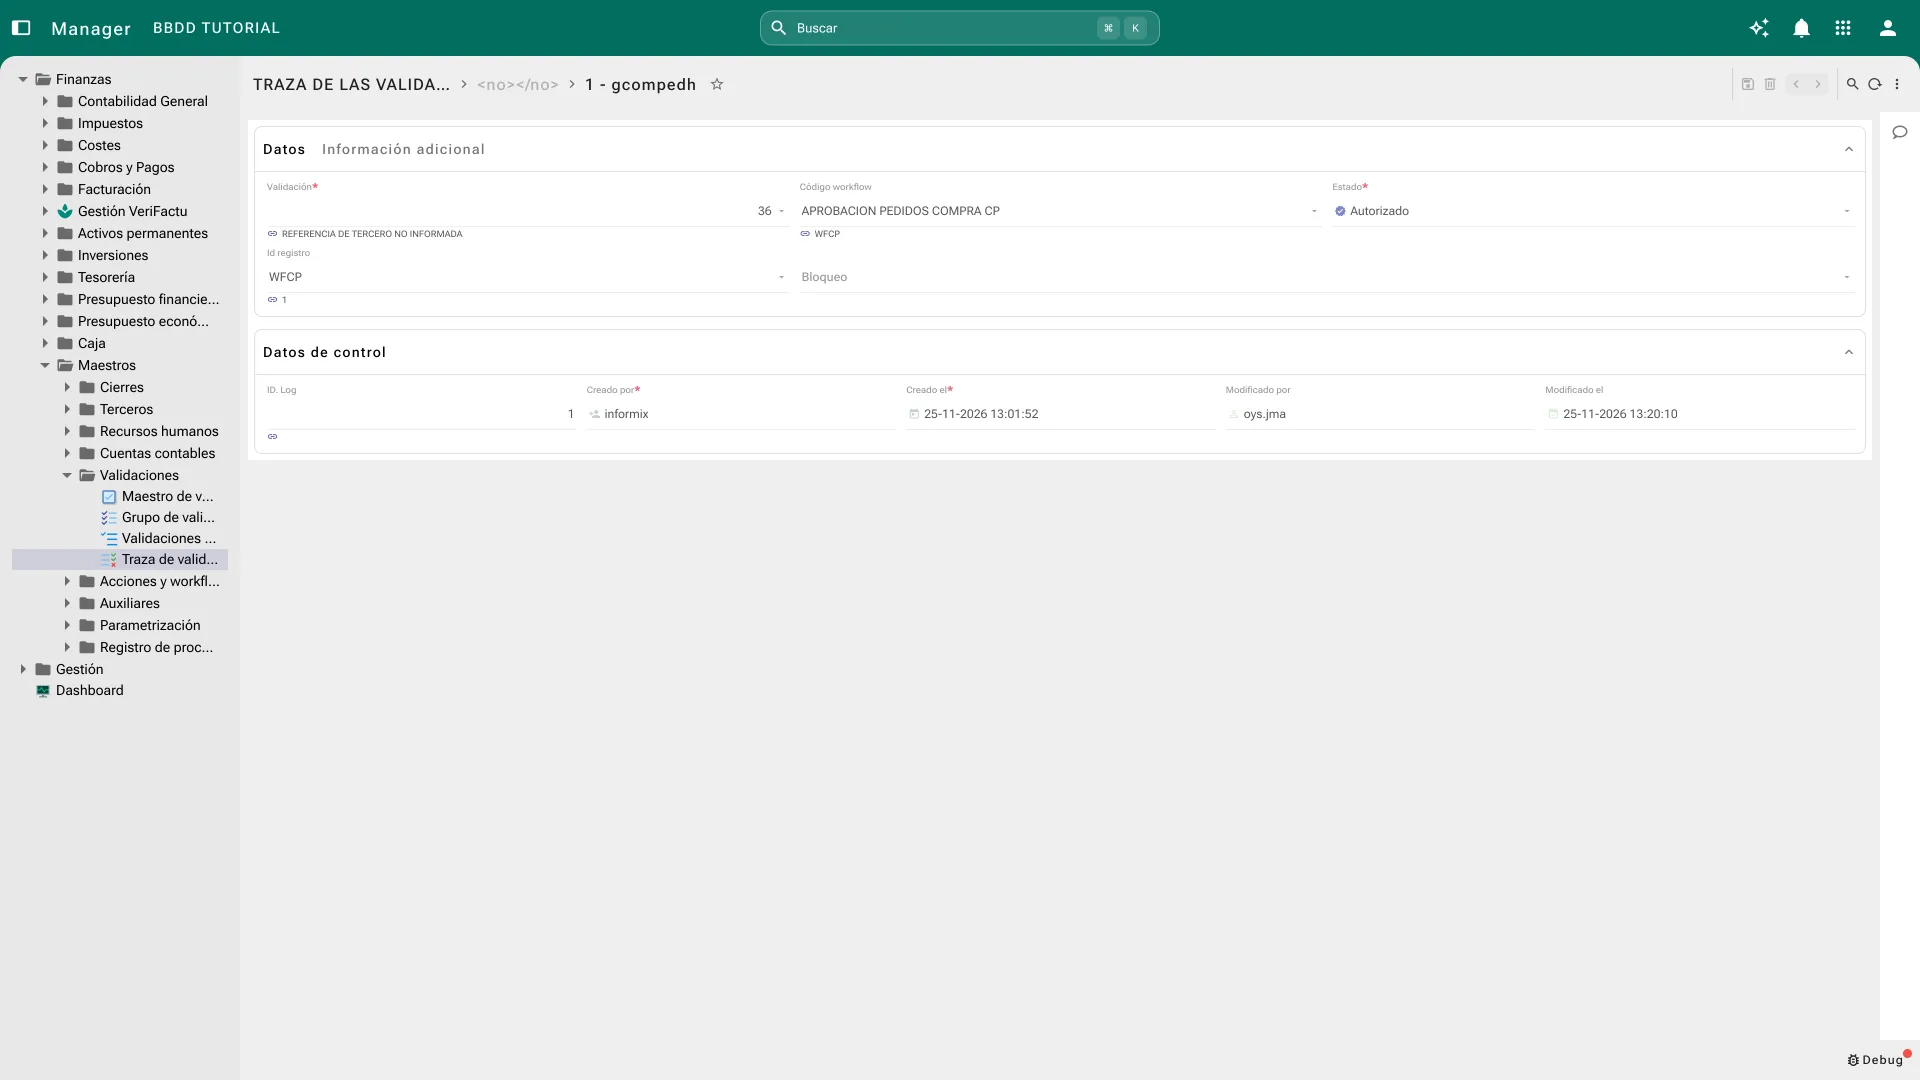 Manager BBDD TUTORIAL
Buscar ⌘ K
Finanzas
Contabilidad General
Impuestos
Costes
Cobros y Pagos
Facturación
Gestión VeriFactu
Activos permanentes
Inversiones
Tesorería
Presupuesto financie...
Presupuesto econó...
Caja
Maestros
Cierres
Terceros
Recursos humanos
Cuentas contables
Validaciones
Maestro de v...
Grupo de vali...
Validaciones ...
Traza de valid...
Acciones y workfl...
Auxiliares
Parametrización
Registro de proc...
Gestión
Dashboard
TRAZA DE LAS VALIDA... > <no></no> > 1 - gcompedh
Datos Información adicional
Validación* Código workflow Estado*
36 APROBACION PEDIDOS COMPRA CP Autorizado
REFERENCIA DE TERCERO NO INFORMADA WFCP
Id registro
WFCP Bloqueo
1
Datos de control
ID. Log Creado por* Creado el* Modificado por Modificado el
1 informix 25-11-2026 13:01:52 oys.jma 25-11-2026 13:20:10
Debug